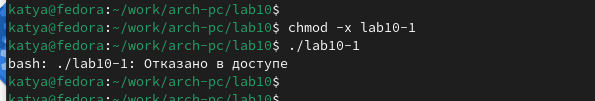 katya@fedora:~/work/arch-pc/lab10$
katya@fedora:~/work/arch-pc/lab10$ chmod -x lab10-1
katya@fedora:~/work/arch-pc/lab10$ ./lab10-1
bash: ./lab10-1: Отказано в доступе
katya@fedora:~/work/arch-pc/lab10$
katya@fedora:~/work/arch-pc/lab10$